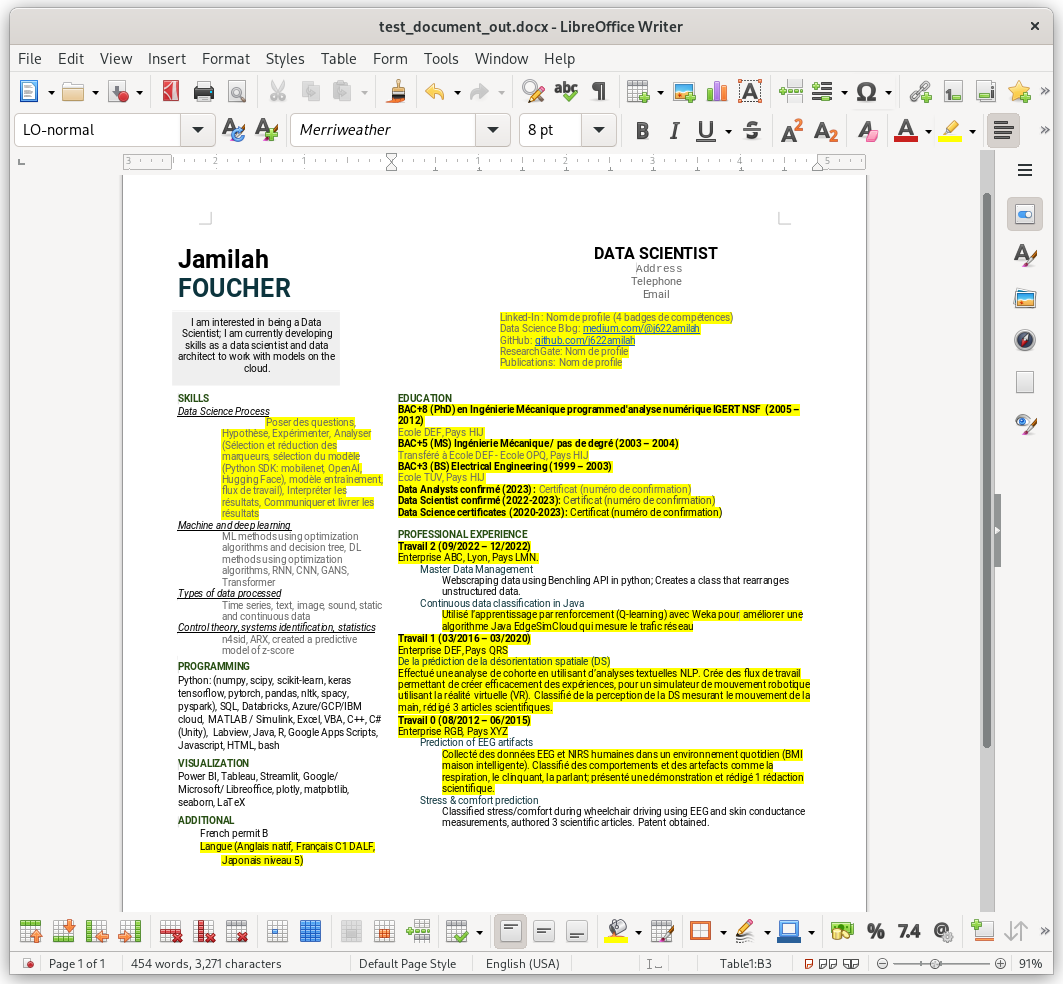 test_document_out.docx - LibreOffice Writer
File Edit View Insert Format Styles Table Form Tools Window Help
LO-normal Merriweather 8 pt
3 2 1 1 2 3 4 5
Jamilah
FOUCHER
DATA SCIENTIST
Address
Telephone
Email
I am interested in being a Data
Scientist; I am currently developing
skills as a data scientist and data
architect to work with models on the
cloud.
Linked-In : Nom de profile (4 badges de compétences)
Data Science Blog: medium.com/@j622amilah
GitHub: github.com/j622amilah
ResearchGate: Nom de profile
Publications: Nom de profile
SKILLS
Data Science Process
Poser des questions,
Hypothèse, Expérimenter, Analyser
(Sélection et réduction des
marqueurs, sélection du modèle
(Python SDK: mobilenet, OpenAI,
Hugging Face), modèle entraînement,
flux de travail), Interpréter les
résultats, Communiquer et livrer les
résultats
Machine and deep learning
ML methods using optimization
algorithms and decision tree, DL
methods using optimization
algorithms, RNN, CNN, GANS,
Transformer
Types of data processed
Time series, text, image, sound, static
and continuous data
Control theory, systems identification, statistics
n4sid, ARX, created a predictive
model of z-score
PROGRAMMING
Python: (numpy, scipy, scikit-learn, keras
tensorflow, pytorch, pandas, nltk, spacy,
pyspark), SQL, Databricks, Azure/GCP/IBM
cloud, MATLAB / Simulink, Excel, VBA, C++, C#
(Unity), Labview, Java, R, Google Apps Scripts,
Javascript, HTML, bash
VISUALIZATION
Power BI, Tableau, Streamlit, Google/
Microsoft/ Libreoffice, plotly, matplotlib,
seaborn, LaTeX
ADDITIONAL
French permit B
Langue (Anglais natif, Français C1 DALF,
Japonais niveau 5)
EDUCATION
BAC+8 (PhD) en Ingénierie Mécanique programme d'analyse numérique IGERT NSF (2005 –
2012)
Ecole DEF, Pays HIJ
BAC+5 (MS) Ingénierie Mécanique / pas de degré (2003 – 2004)
Transféré à Ecole DEF - Ecole OPQ, Pays HIJ
BAC+3 (BS) Electrical Engineering (1999 – 2003)
Ecole TUV, Pays HIJ
Data Analysts confirmé (2023) : Certificat (numéro de confirmation)
Data Scientist confirmé (2022-2023): Certificat (numéro de confirmation)
Data Science certificates (2020-2023): Certificat (numéro de confirmation)
PROFESSIONAL EXPERIENCE
Travail 2 (09/2022 – 12/2022)
Enterprise ABC, Lyon, Pays LMN.
Master Data Management
Webscraping data using Benchling API in python; Creates a class that rearranges
unstructured data.
Continuous data classification in Java
Utilisé l'apprentissage par renforcement (Q-learning) avec Weka pour améliorer une
algorithme Java EdgeSimCloud qui mesure le trafic réseau
Travail 1 (03/2016 – 03/2020)
Enterprise DEF, Pays QRS
De la prédiction de la désorientation spatiale (DS)
Effectué une analyse de cohorte en utilisant d'analyses textuelles NLP. Crée des flux de travail
permettant de créer efficacement des expériences, pour un simulateur de mouvement robotique
utilisant la réalité virtuelle (VR). Classifié de la perception de la DS mesurant le mouvement de la
main, rédigé 3 articles scientifiques.
Travail 0 (08/2012 – 06/2015)
Enterprise RGB, Pays XYZ
Prediction of EEG artifacts
Collecté des données EEG et NIRS humaines dans un environnement quotidien (BMI
maison intelligente). Classifié des comportements et des artefacts comme la
respiration, le clinquant, la parlant; présenté une démonstration et rédigé 1 rédaction
scientifique.
Stress & comfort prediction
Classified stress/comfort during wheelchair driving using EEG and skin conductance
measurements, authored 3 scientific articles. Patent obtained.
Page 1 of 1 454 words, 3,271 characters Default Page Style English (USA) Table1:B3 91%